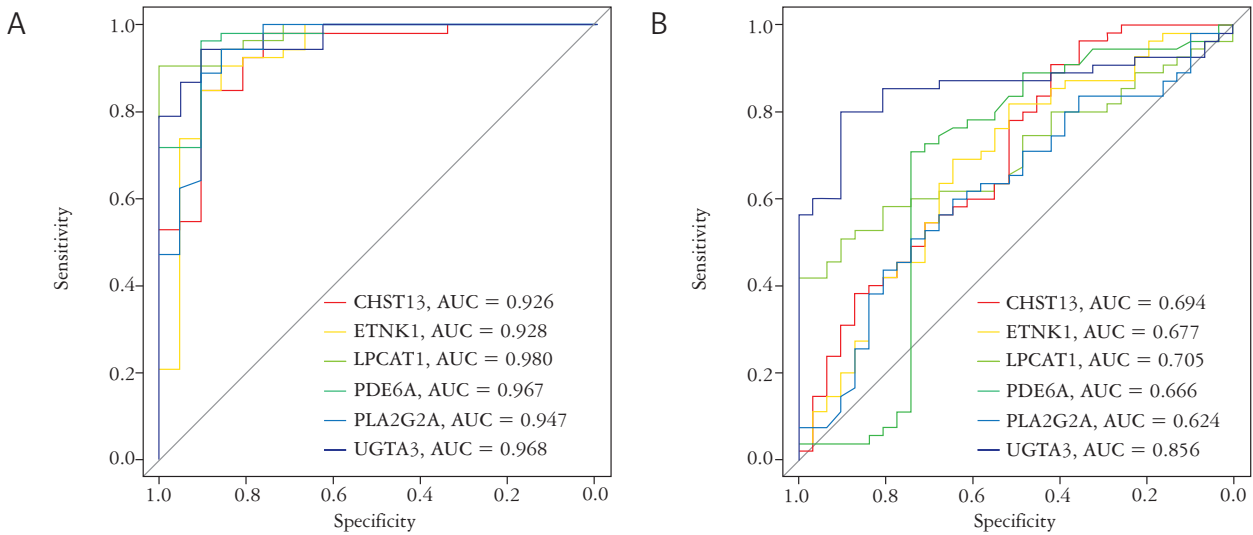 A
Sensitivity
1.0
0.8
0.6
0.4
0.2
0.0
CHST13, AUC = 0.926
ETNK1, AUC = 0.928
LPCAT1, AUC = 0.980
PDE6A, AUC = 0.967
PLA2G2A, AUC = 0.947
UGTA3, AUC = 0.968
1.0 0.8 0.6 0.4 0.2 0.0
Specificity
B
Sensitivity
1.0
0.8
0.6
0.4
0.2
0.0
CHST13, AUC = 0.694
ETNK1, AUC = 0.677
LPCAT1, AUC = 0.705
PDE6A, AUC = 0.666
PLA2G2A, AUC = 0.624
UGTA3, AUC = 0.856
1.0 0.8 0.6 0.4 0.2 0.0
Specificity